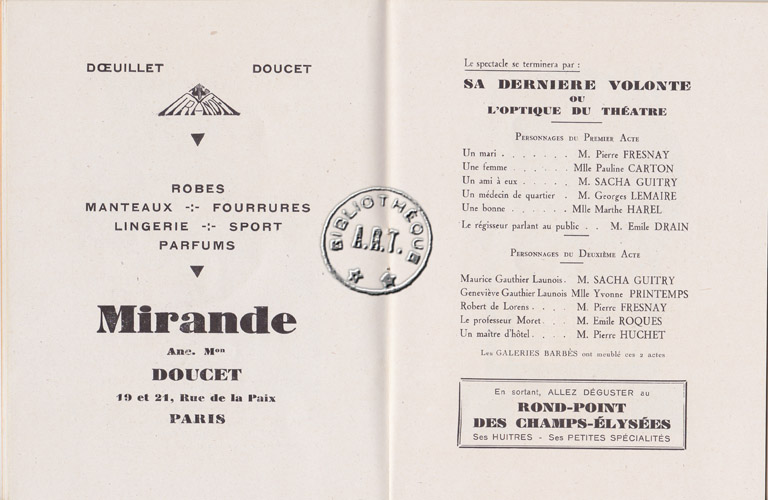 DŒUILLET DOUCET
MIRANDE
ROBES
MANTEAUX -:- FOURRURES
LINGERIE -:- SPORT
PARFUMS
Mirande
Anc. Mon
DOUCET
19 et 21, Rue de la Paix
PARIS
BIBLIOTHÈQUE
A.R.T.
Le spectacle se terminera par :
SA DERNIERE VOLONTE
OU
L'OPTIQUE DU THÉATRE
PERSONNAGES DU PREMIER ACTE
Un mari . . . . . . . M. Pierre FRESNAY
Une femme . . . . . . Mlle Pauline CARTON
Un ami à eux . . . . . M. SACHA GUITRY
Un médecin de quartier . M. Georges LEMAIRE
Une bonne . . . . . . Mlle Marthe HAREL
Le régisseur parlant au public . . M. Emile DRAIN
PERSONNAGES DU DEUXIÈME ACTE
Maurice Gauthier Launois . M. SACHA GUITRY
Geneviève Gauthier Launois Mlle Yvonne PRINTEMPS
Robert de Lorens . . . . M. Pierre FRESNAY
Le professeur Moret . . . M. Emile ROQUES
Un maître d'hôtel . . . . M. Pierre HUCHET
Les GALERIES BARBÈS ont meublé ces 2 actes
En sortant, ALLEZ DÉGUSTER au
ROND-POINT
DES CHAMPS-ÉLYSÉES
Ses HUITRES - Ses PETITES SPÉCIALITÉS